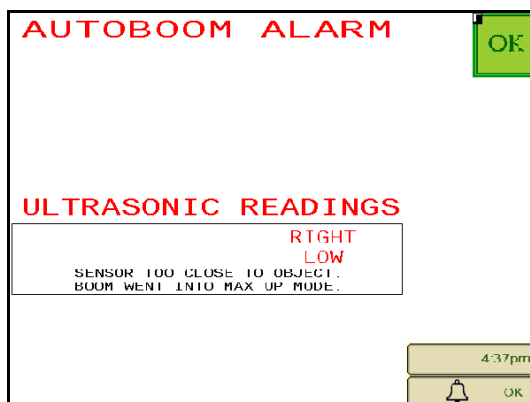 AUTOBOOM ALARM
OK
ULTRASONIC READINGS
RIGHT
LOW
SENSOR TOO CLOSE TO OBJECT.
BOOM WENT INTO MAX UP MODE.
4:37pm
OK